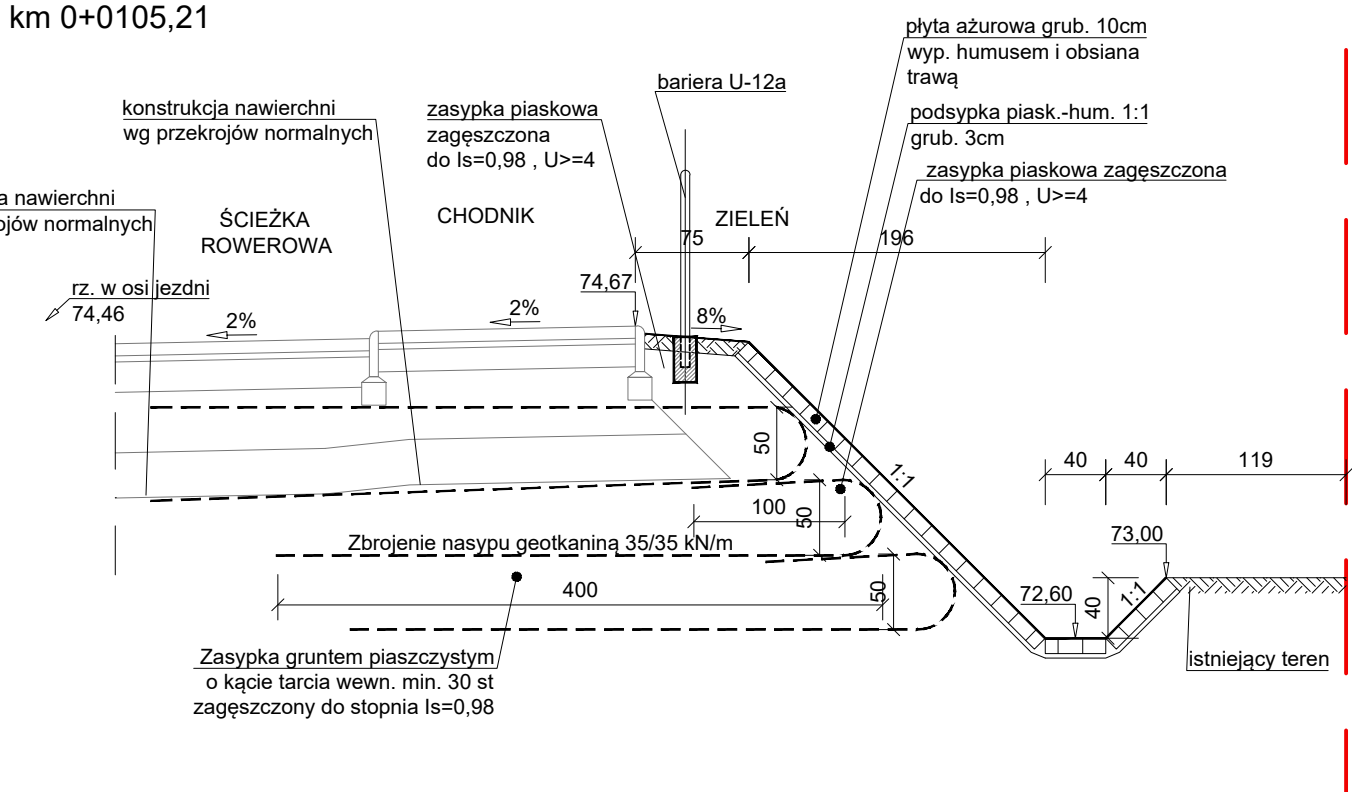 km 0+0105,21
płyta ażurowa grub. 10cm
wyp. humusem i obsiana
trawą
bariera U-12a
konstrukcja nawierzchni
wg przekrojów normalnych
zasypka piaskowa
zagęszczona
do Is=0,98 , U>=4
podsypka piask.-hum. 1:1
grub. 3cm
zasypka piaskowa zagęszczona
do Is=0,98 , U>=4
a nawierzchni
ojów normalnych
ŚCIEŻKA
ROWEROWA
CHODNIK
ZIELEŃ
75
196
rz. w osi jezdni
74,46
74,67
2%
2%
8%
50
1:1
40
40
119
100
50
Zbrojenie nasypu geotkaniną 35/35 kN/m
73,00
400
50
72,60
40
1:1
Zasypka gruntem piaszczystym
o kącie tarcia wewn. min. 30 st
zagęszczony do stopnia Is=0,98
istniejący teren